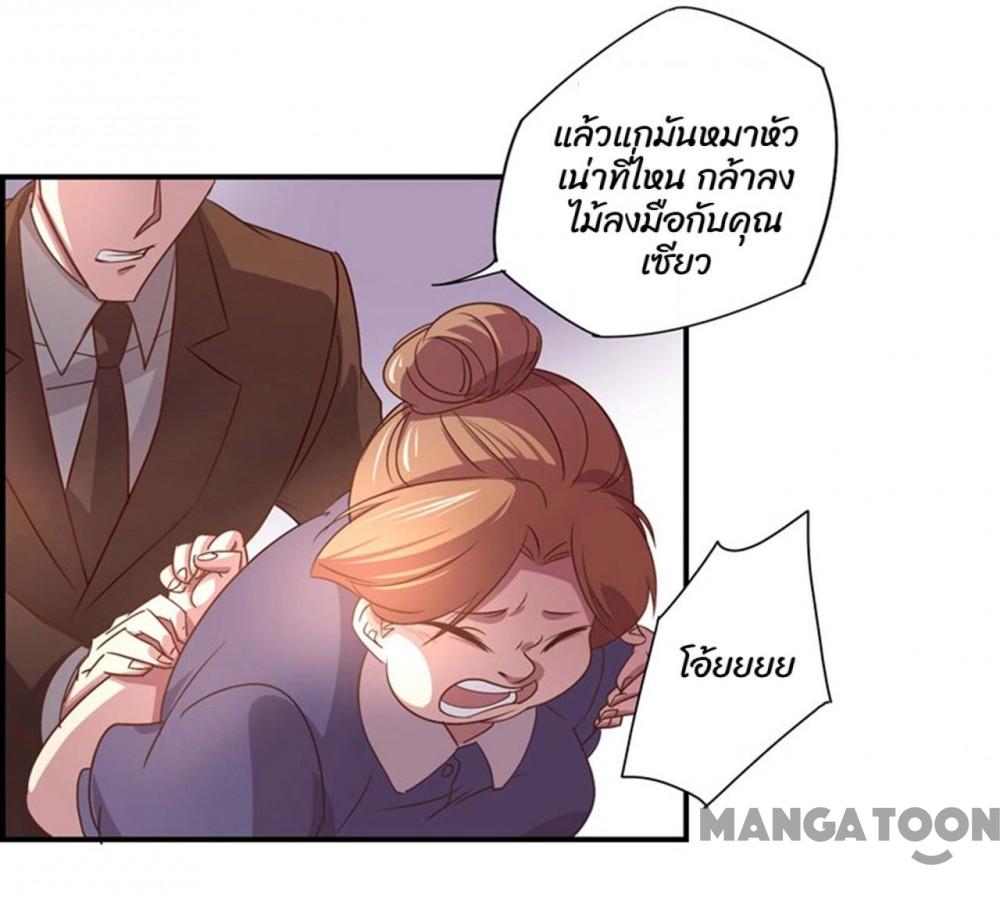 แล้วแกมันหมาหัว
เน่าที่ไหน กล้าลง
ไม้ลงมือกับคุณ
เซียว
โอ้ยยยย
MANGATOON